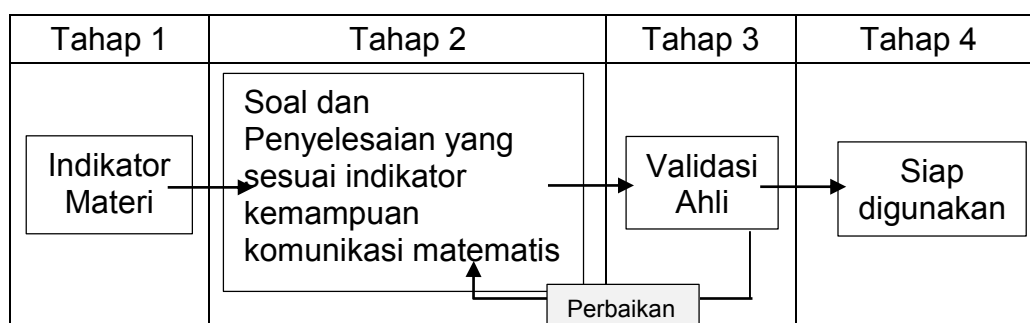 Tahap 1
Tahap 2
Tahap 3
Tahap 4
Indikator
Materi
Soal dan
Penyelesaian yang
sesuai indikator
kemampuan
komunikasi matematis
Validasi
Ahli
Siap
digunakan
Perbaikan